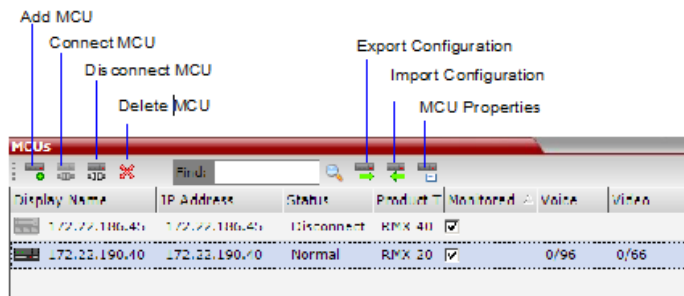 Add MCU
Connect MCU
Disconnect MCU
Delete MCU
Export Configuration
Import Configuration
MCU Properties
MCUs
Find:
Display Name IP Address Status Product T Monitored Voice Video
172.22.186.45 172.22.186.45 Disconnect RMX 40
172.22.190.40 172.22.190.40 Normal RMX 20 0/96 0/66